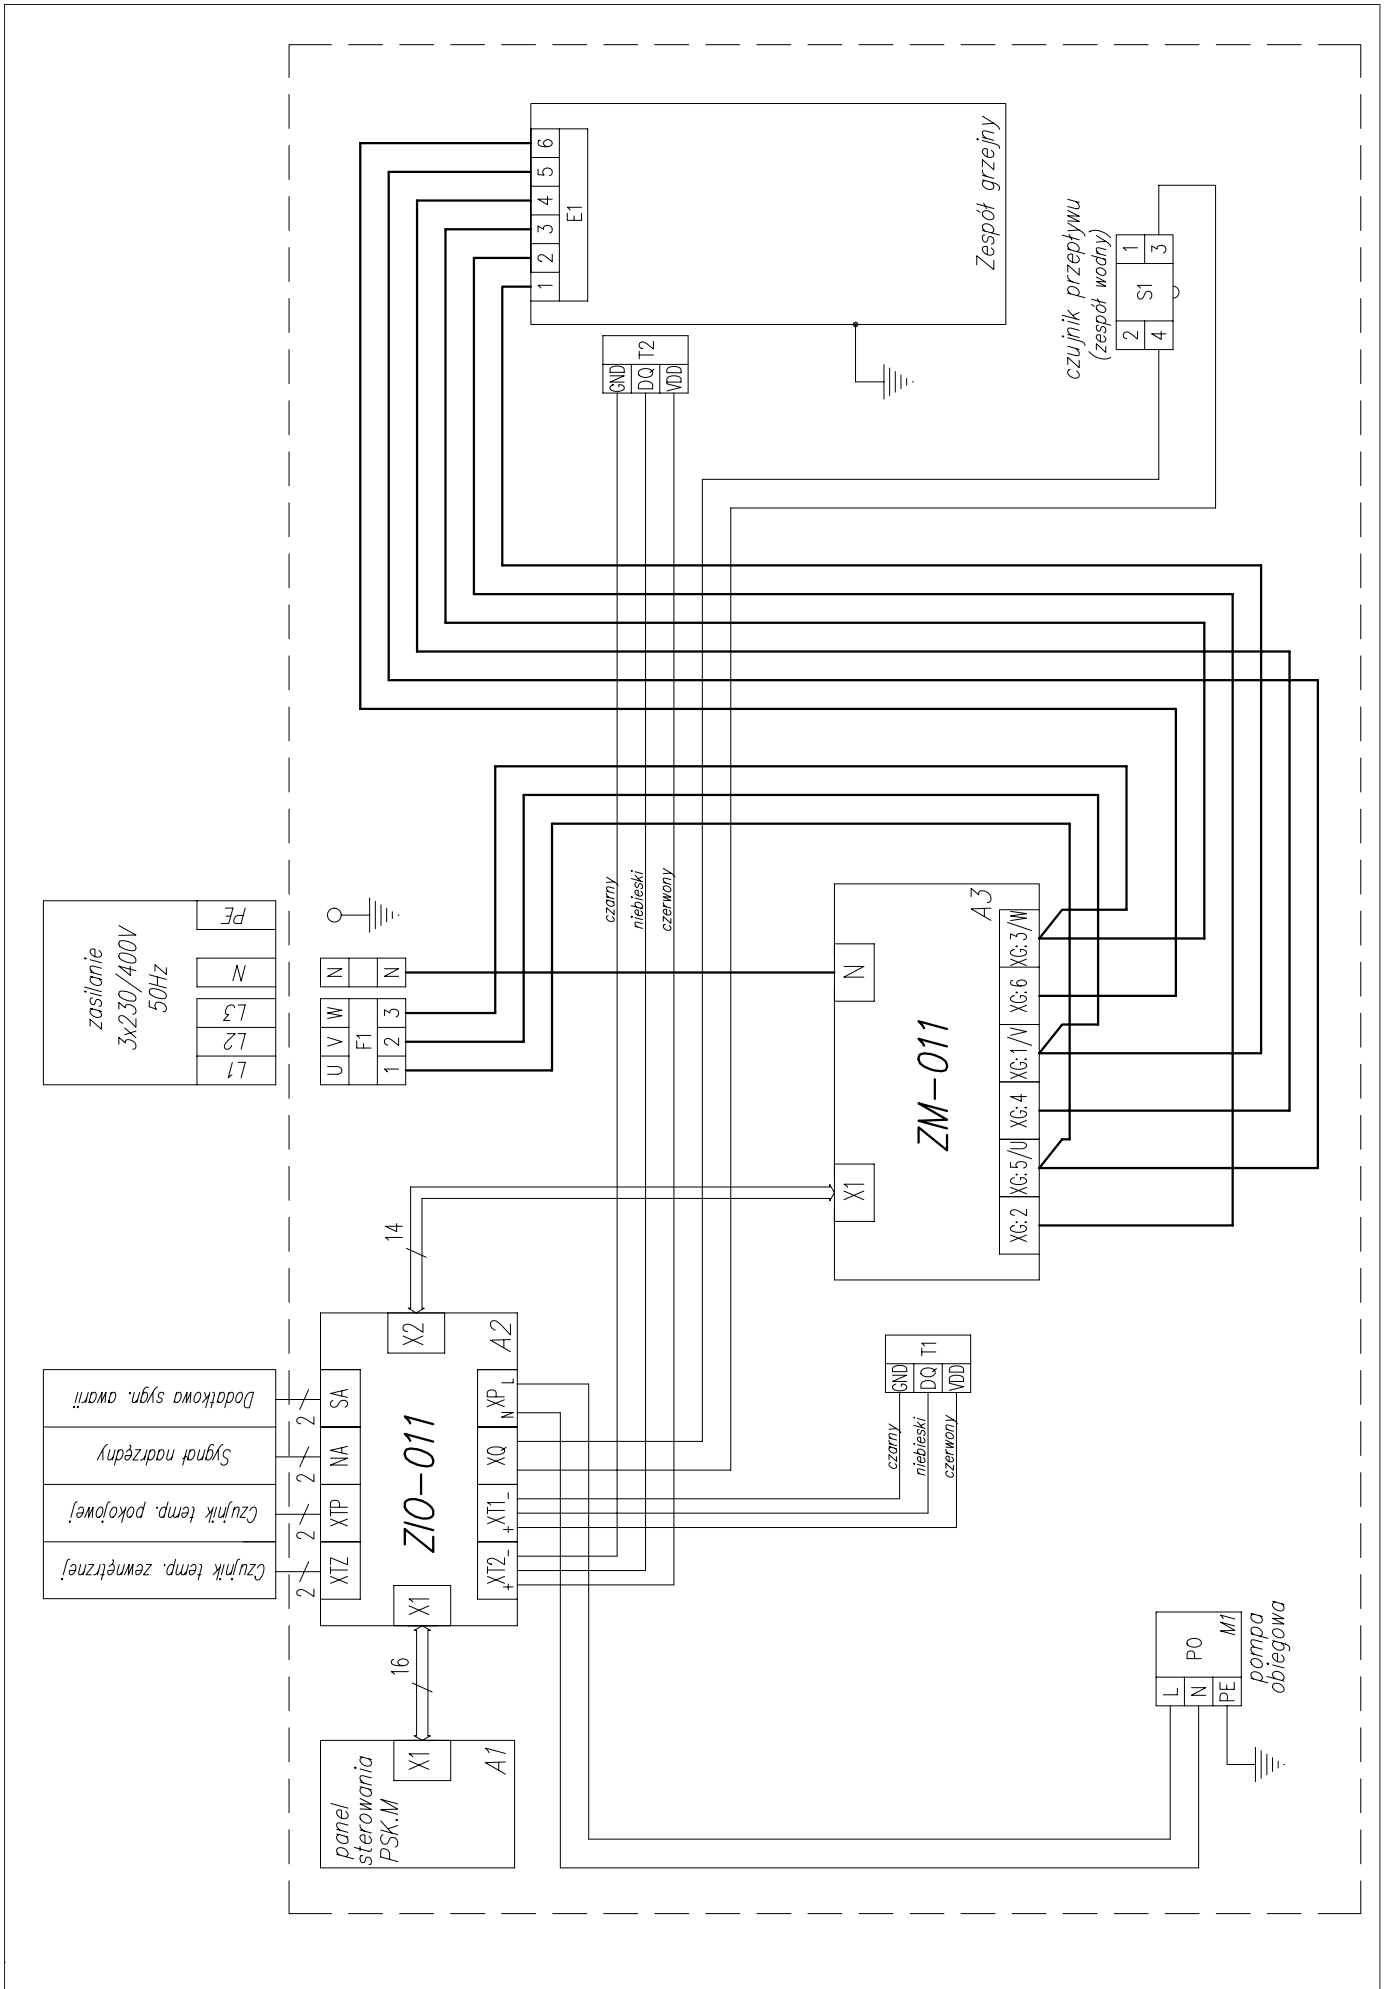 zasilanie
3x230/400V
50Hz
L1
L2
L3
N
PE
Czujnik temp. zewnętrznej
Czujnik temp. pokojowej
Sygnał nadrzędny
Dodatkowa sygn. awarii
2
2
2
2
panel
sterowania
PSK.M
X1
A1
16
XTZ
XTP
NA
SA
X1
ZIO-011
X2
A2
+ XT2 -
+ XT1 -
XQ
N XP L
14
U V W
F1
1 2 3
N
N
czarny
niebieski
czerwony
GND
DQ
VDD
T2
1 2 3 4 5 6
E1
Zespół grzejny
czujnik przepływu
(zespół wodny)
2
4
S1
1
3
X1
N
ZM-011
A3
XG:2
XG:5/U
XG:4
XG:1/V
XG:6
XG:3/W
czarny
niebieski
czerwony
GND
DQ
VDD
T1
L
N
PE
PO
M1
pompa
obiegowa